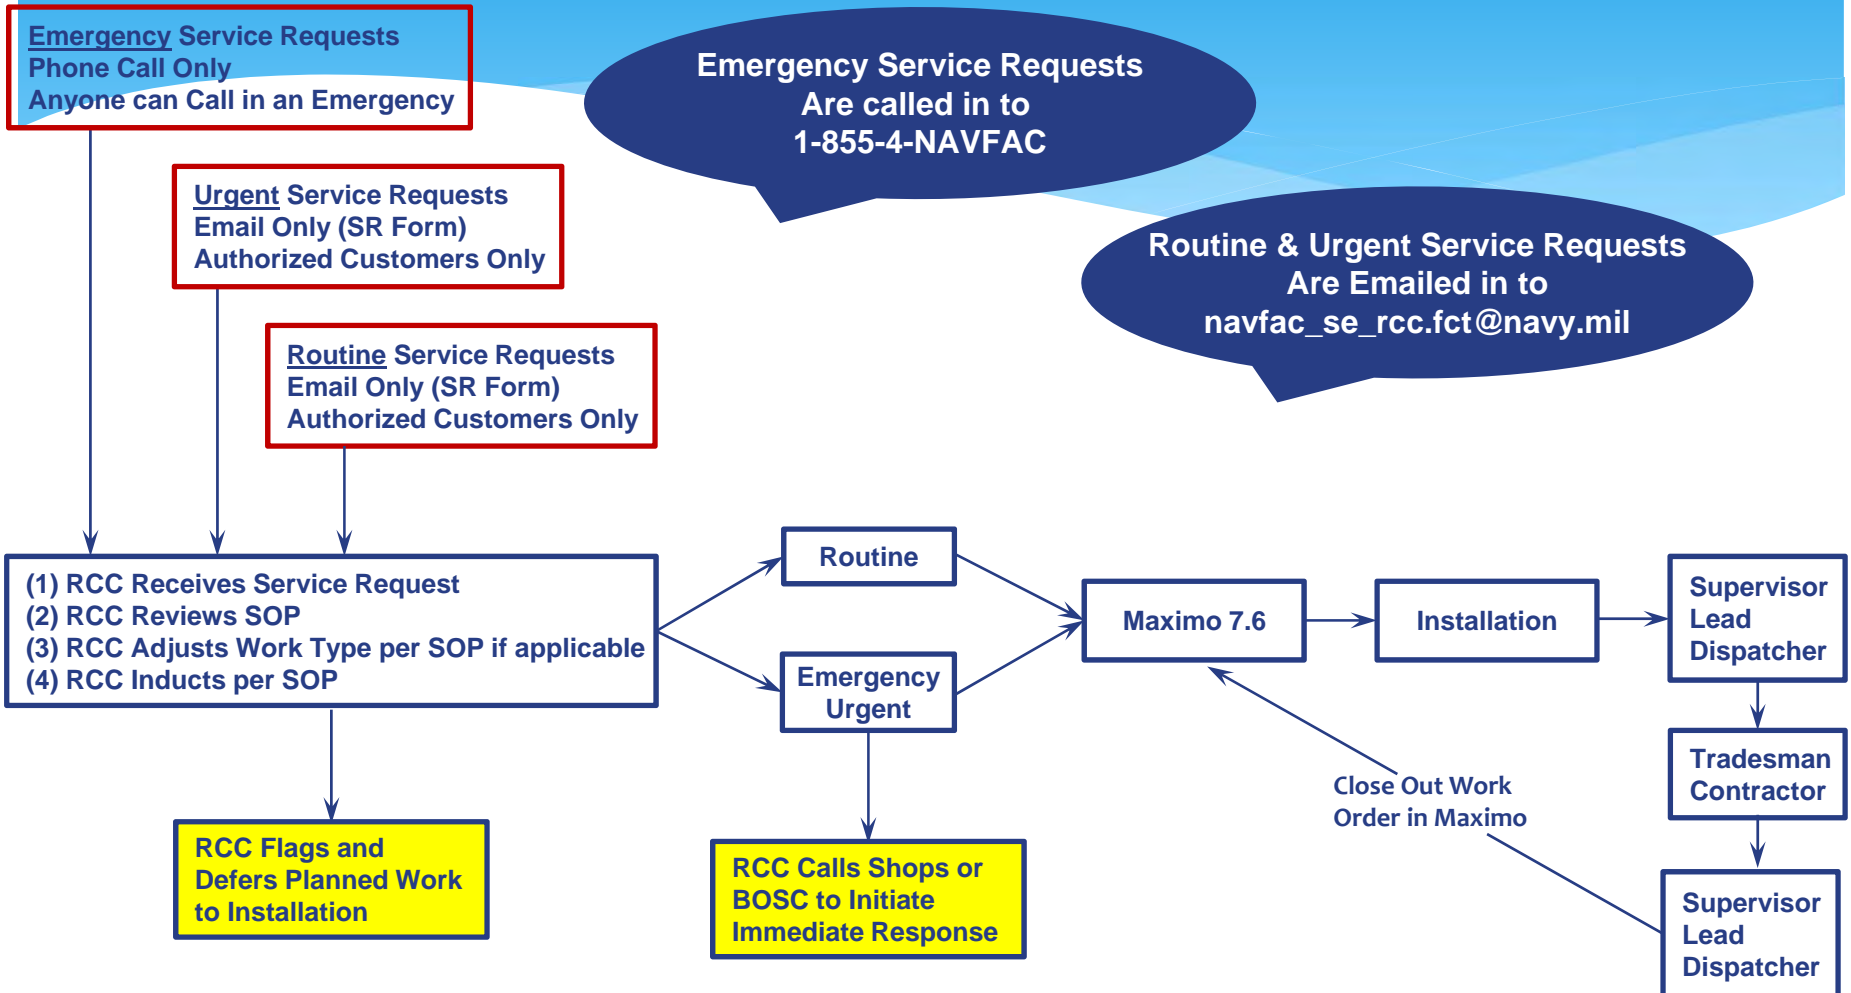 Emergency Service Requests
Phone Call Only
Anyone can Call in an Emergency
Emergency Service Requests
Are called in to
1-855-4-NAVFAC
Urgent Service Requests
Email Only (SR Form)
Authorized Customers Only
Routine & Urgent Service Requests
Are Emailed in to
navfac_se_rcc.fct@navy.mil
Routine Service Requests
Email Only (SR Form)
Authorized Customers Only
(1) RCC Receives Service Request
(2) RCC Reviews SOP
(3) RCC Adjusts Work Type per SOP if applicable
(4) RCC Inducts per SOP
Routine
Emergency
Urgent
Maximo 7.6
Installation
Supervisor
Lead
Dispatcher
Tradesman
Contractor
Close Out Work
Order in Maximo
RCC Flags and
Defers Planned Work
to Installation
RCC Calls Shops or
BOSC to Initiate
Immediate Response
Supervisor
Lead
Dispatcher